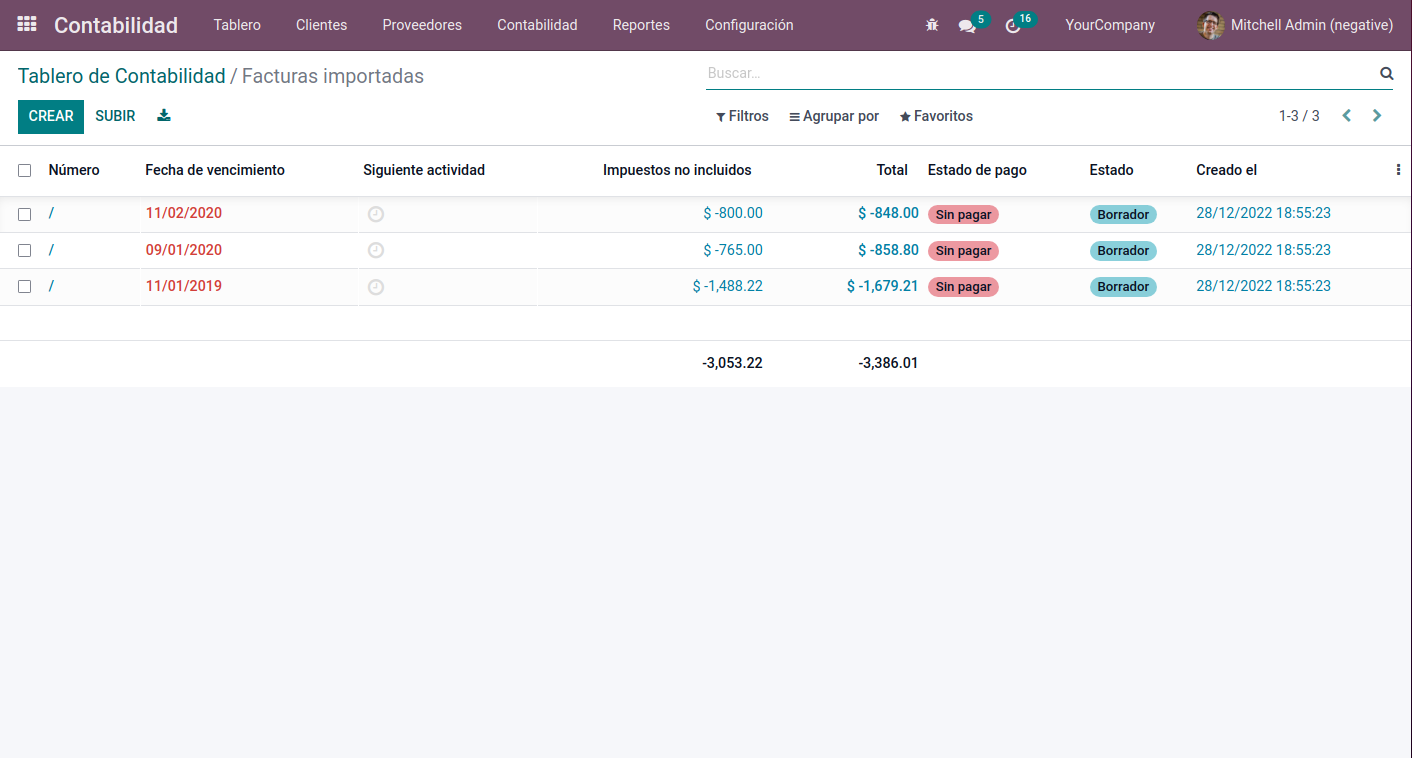 Contabilidad Tablero Clientes Proveedores Contabilidad Reportes Configuración 5 16 YourCompany Mitchell Admin (negative)
Tablero de Contabilidad / Facturas importadas Buscar...
CREAR SUBIR Filtros Agrupar por Favoritos 1-3 / 3
Número Fecha de vencimiento Siguiente actividad Impuestos no incluidos Total Estado de pago Estado Creado el
/ 11/02/2020 $ -800.00 $ -848.00 Sin pagar Borrador 28/12/2022 18:55:23
/ 09/01/2020 $ -765.00 $ -858.80 Sin pagar Borrador 28/12/2022 18:55:23
/ 11/01/2019 $ -1,488.22 $ -1,679.21 Sin pagar Borrador 28/12/2022 18:55:23
-3,053.22 -3,386.01